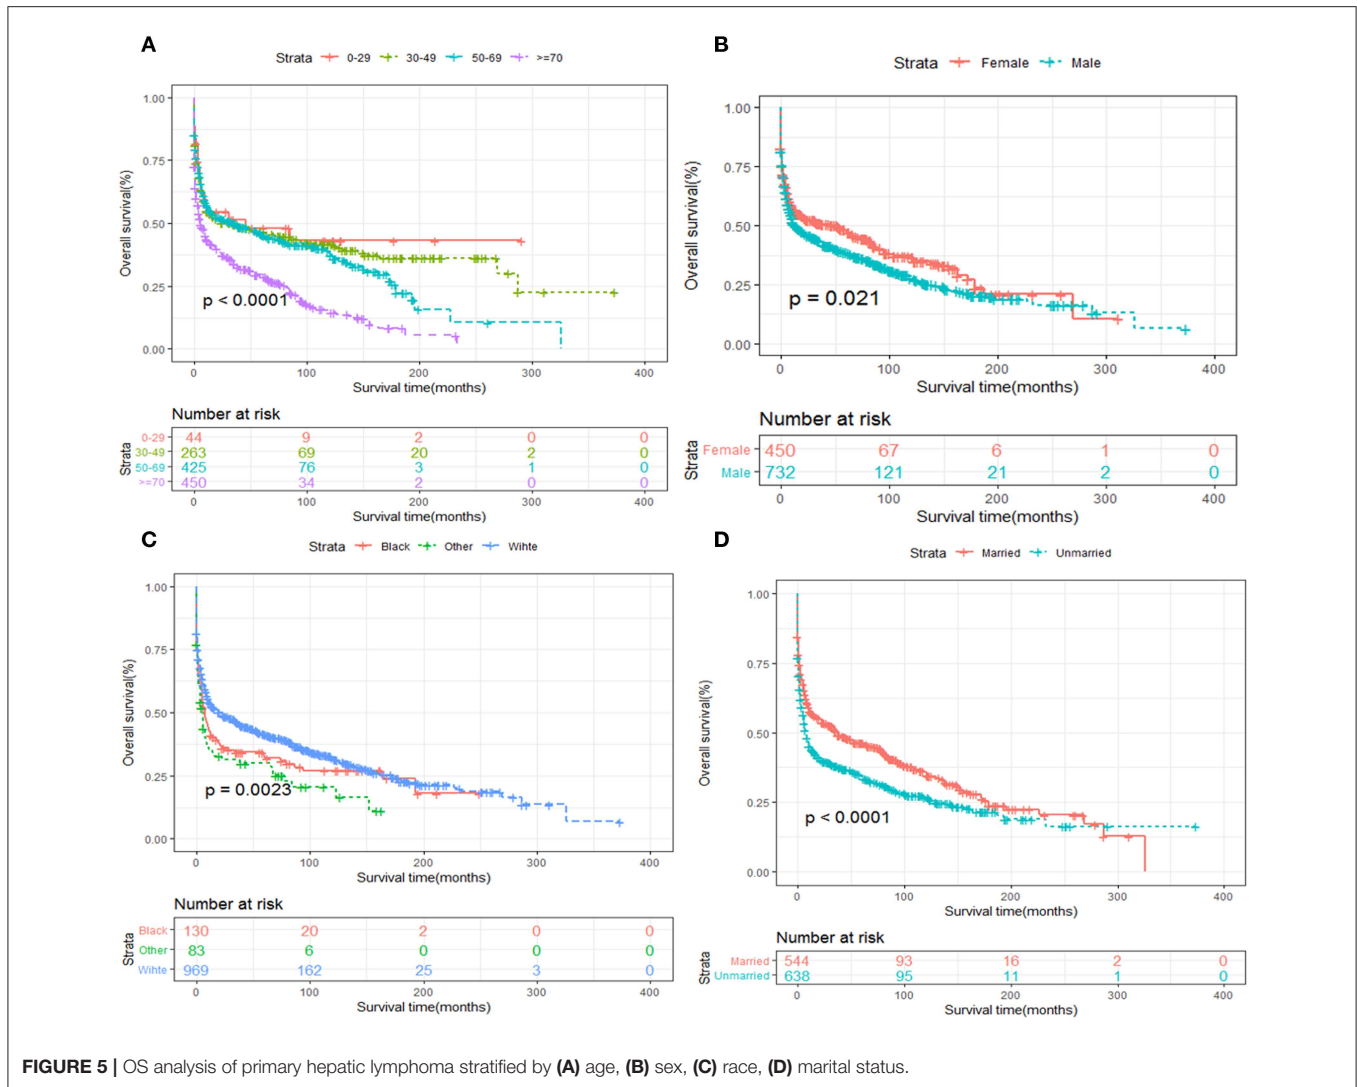 A
Strata 0-29 30-49 50-69 >=70
Overall survival(%)
1.00
0.75
0.50
0.25
0.00
p < 0.0001
0 100 200 300 400
Survival time(months)
Number at risk
Strata
0-29 44 9 2 0 0
30-49 263 69 20 2 0
50-69 425 76 3 1 0
>=70 450 34 2 0 0
0 100 200 300 400
Survival time(months)
B
Strata Female Male
Overall survival(%)
1.00
0.75
0.50
0.25
0.00
p = 0.021
0 100 200 300 400
Survival time(months)
Number at risk
Strata
Female 450 67 6 1 0
Male 732 121 21 2 0
0 100 200 300 400
Survival time(months)
C
Strata Black Other Wihte
Overall survival(%)
1.00
0.75
0.50
0.25
0.00
p = 0.0023
0 100 200 300 400
Survival time(months)
Number at risk
Strata
Black 130 20 2 0 0
Other 83 6 0 0 0
Wihte 969 162 25 3 0
0 100 200 300 400
Survival time(months)
D
Strata Married Unmarried
Overall survival(%)
1.00
0.75
0.50
0.25
0.00
p < 0.0001
0 100 200 300 400
Survival time(months)
Number at risk
Strata
Married 544 93 16 2 0
Unmarried 638 95 11 1 0
0 100 200 300 400
Survival time(months)
FIGURE 5 | OS analysis of primary hepatic lymphoma stratified by (A) age, (B) sex, (C) race, (D) marital status.